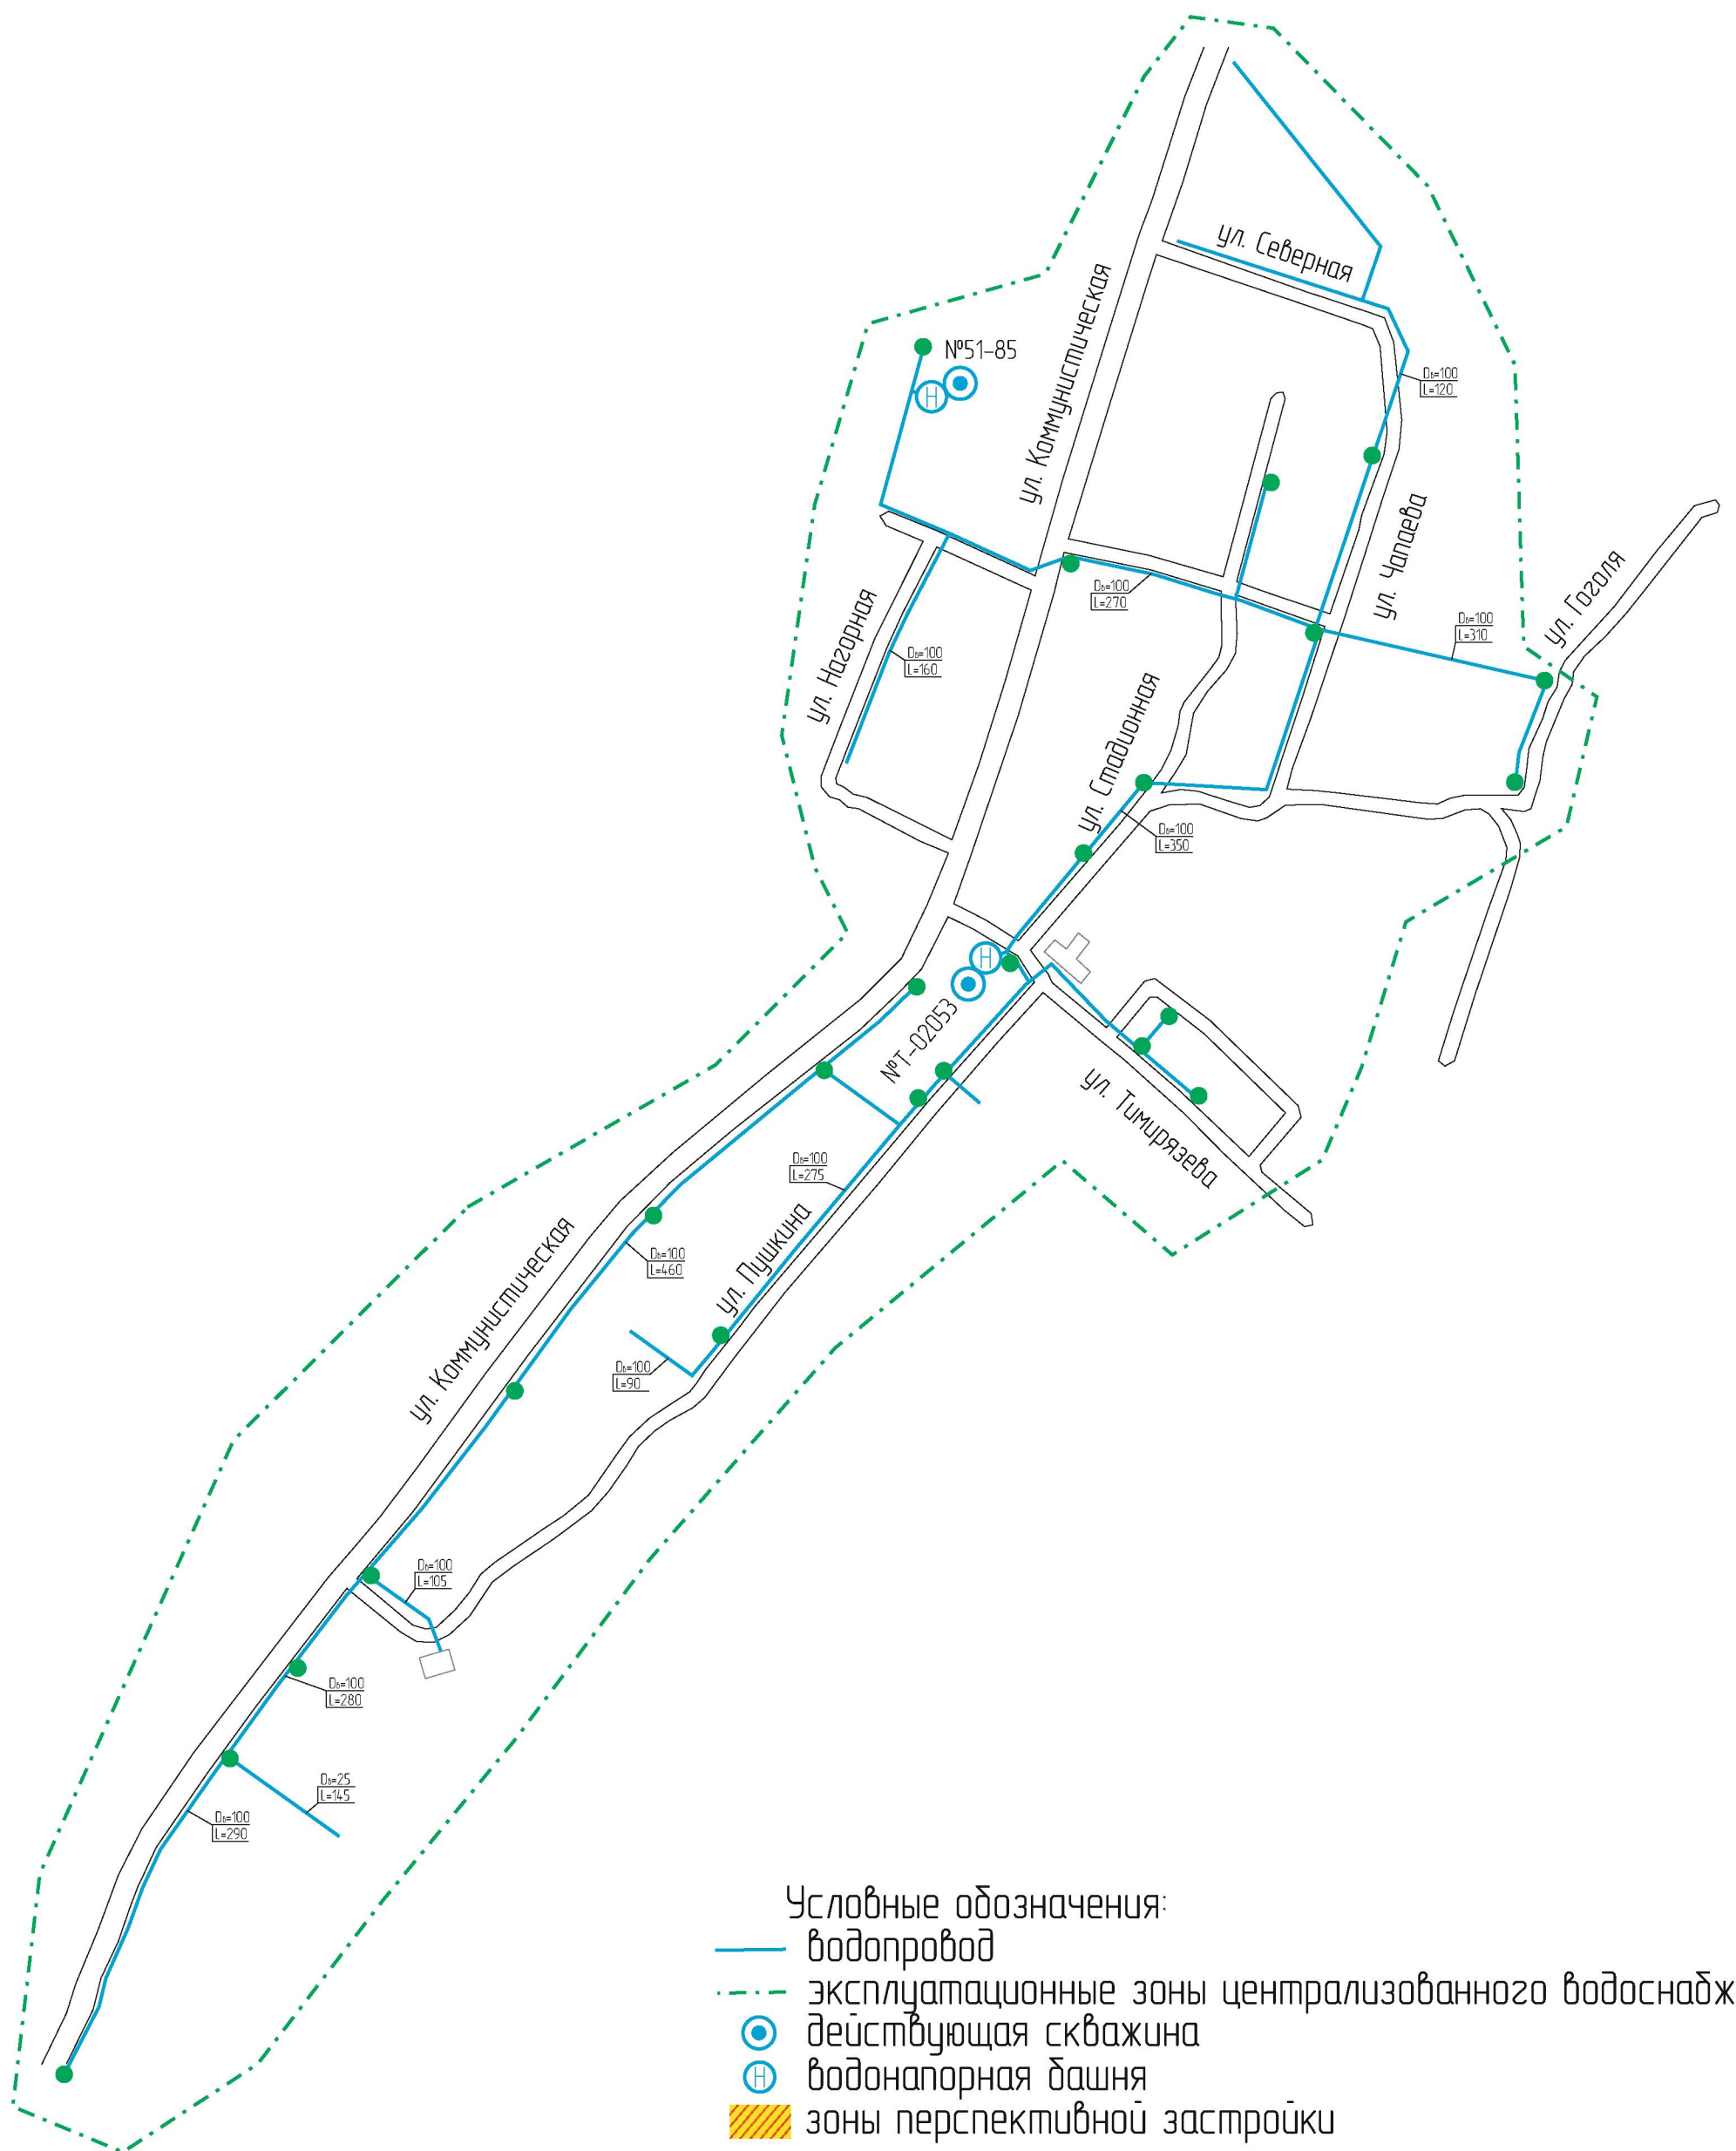 ул. Северная
№51-85
ул. Коммунистическая
Dв=100
L=120
ул. Чапаева
ул. Гоголя
Dв=100
L=270
Dв=100
L=310
ул. Нагорная
Dв=100
L=160
ул. Стадионная
Dв=100
L=350
№Т-02053
ул. Тимирязева
Dв=100
L=275
ул. Пушкина
Dв=100
L=460
ул. Коммунистическая
Dв=100
L=90
Dв=100
L=105
Dв=100
L=280
Dв=25
L=145
Dв=100
L=290
Условные обозначения:
водопровод
эксплуатационные зоны централизованного водоснабж
действующая скважина
Н водонапорная башня
зоны перспективной застройки
Н
Н